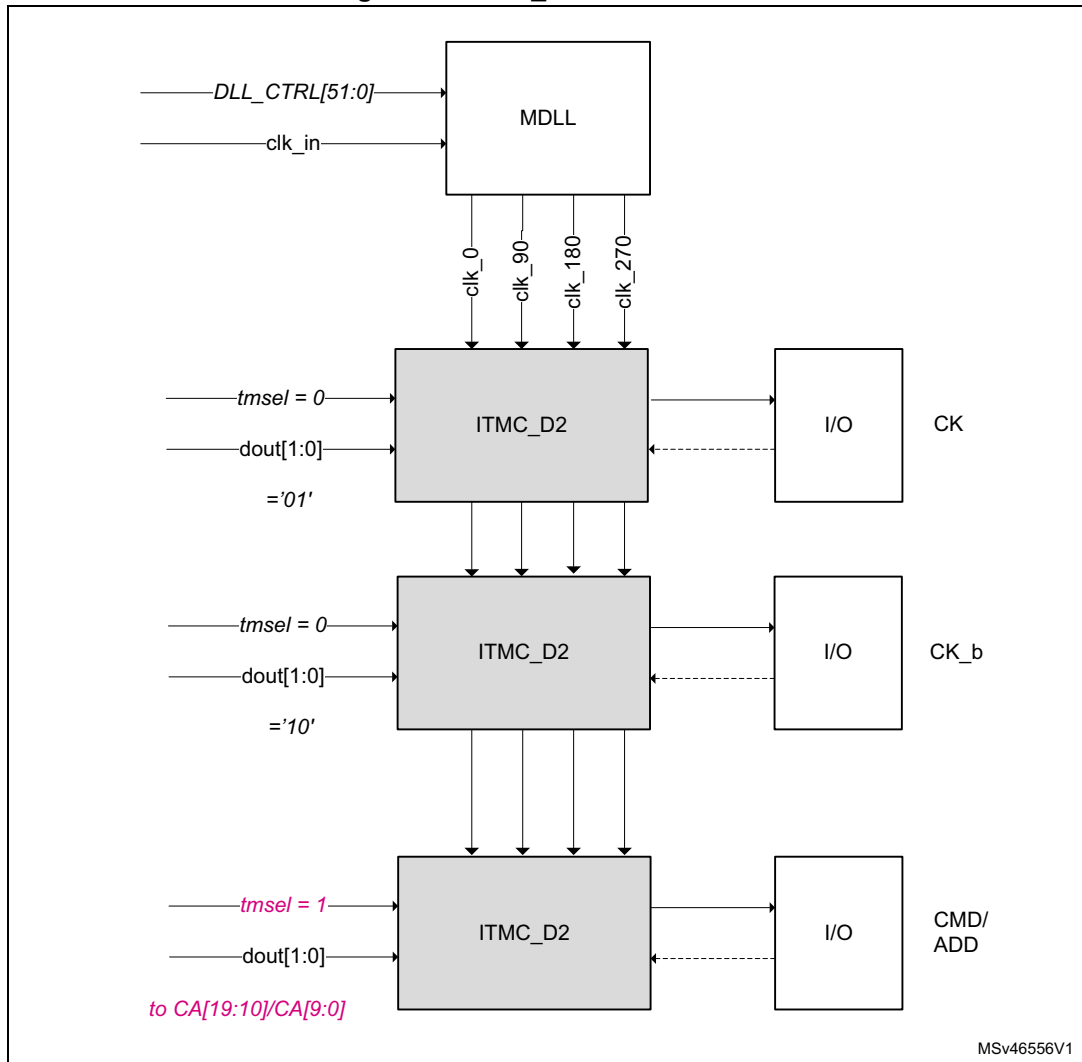 DLL_CTRL[51:0]
MDLL
clk_in
clk_0
clk_90
clk_180
clk_270
tmsel = 0
ITMC_D2
I/O
CK
dout[1:0]
='01'
tmsel = 0
ITMC_D2
I/O
CK_b
dout[1:0]
='10'
tmsel = 1
ITMC_D2
I/O
CMD/
ADD
dout[1:0]
to CA[19:10]/CA[9:0]
MSv46556V1